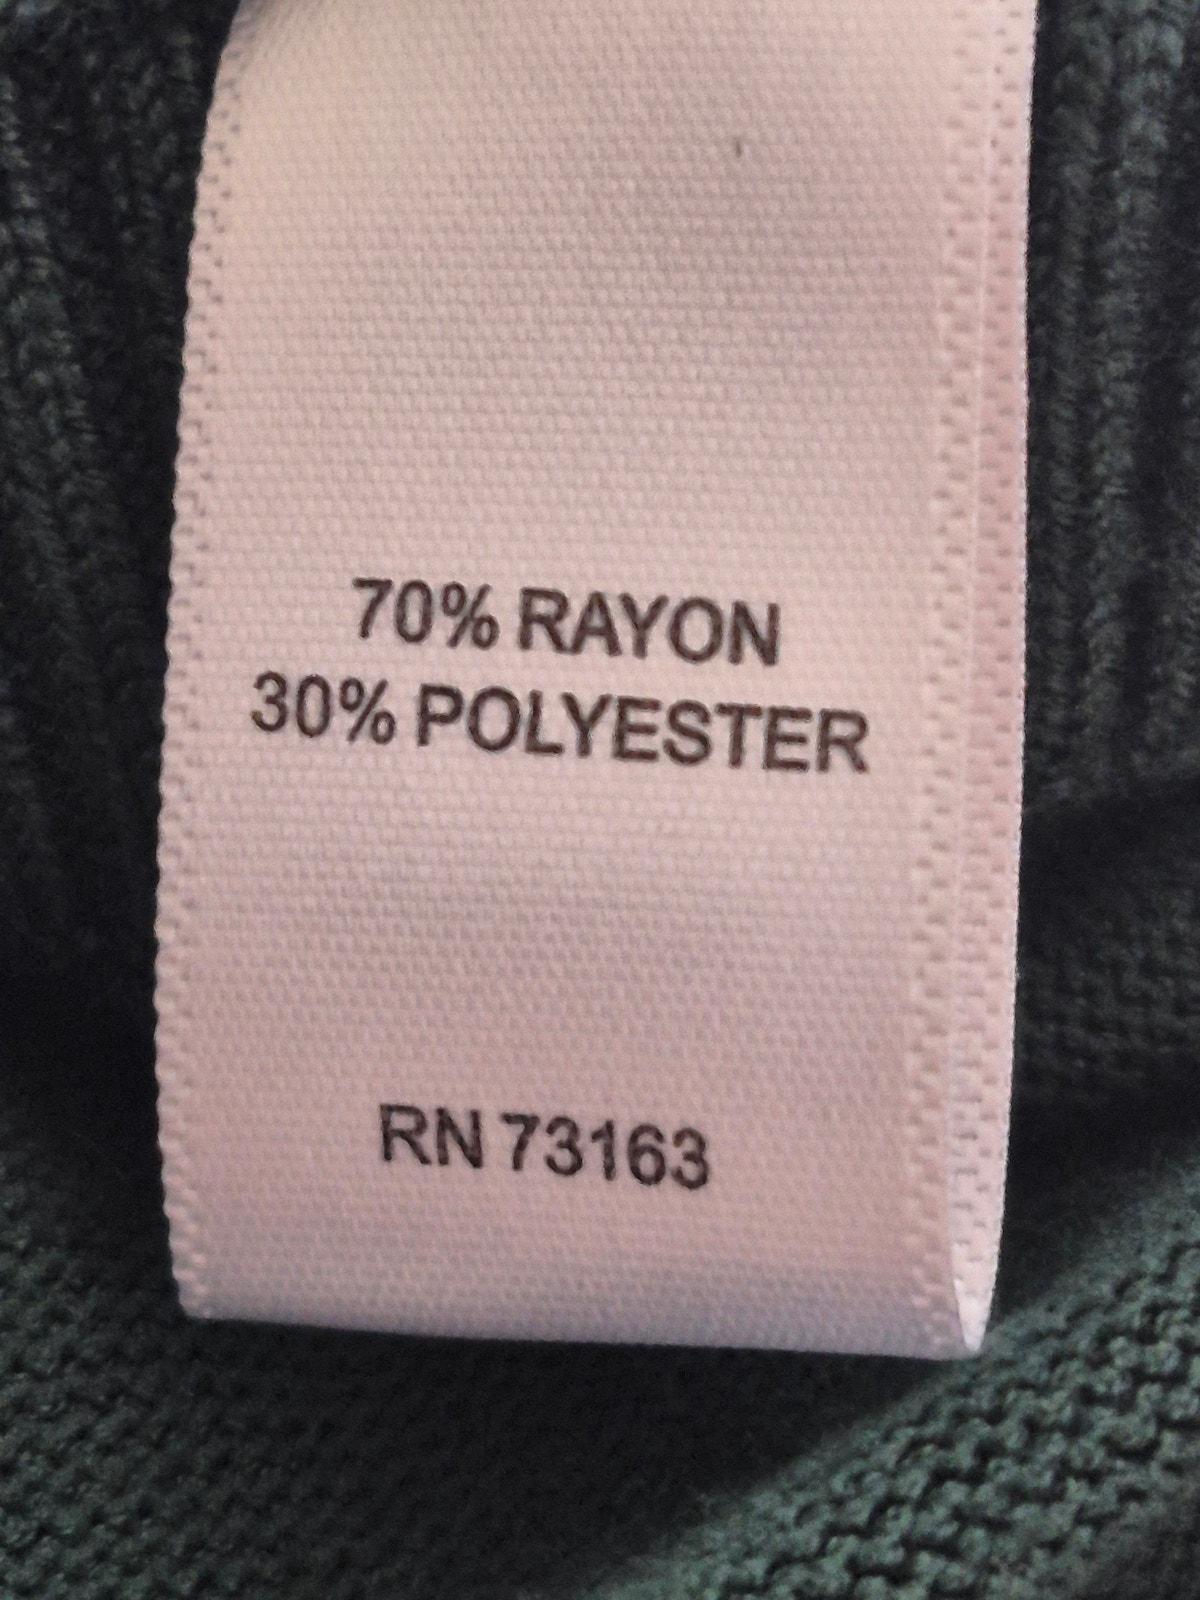 70% RAYON
30% POLYESTER
RN 73163